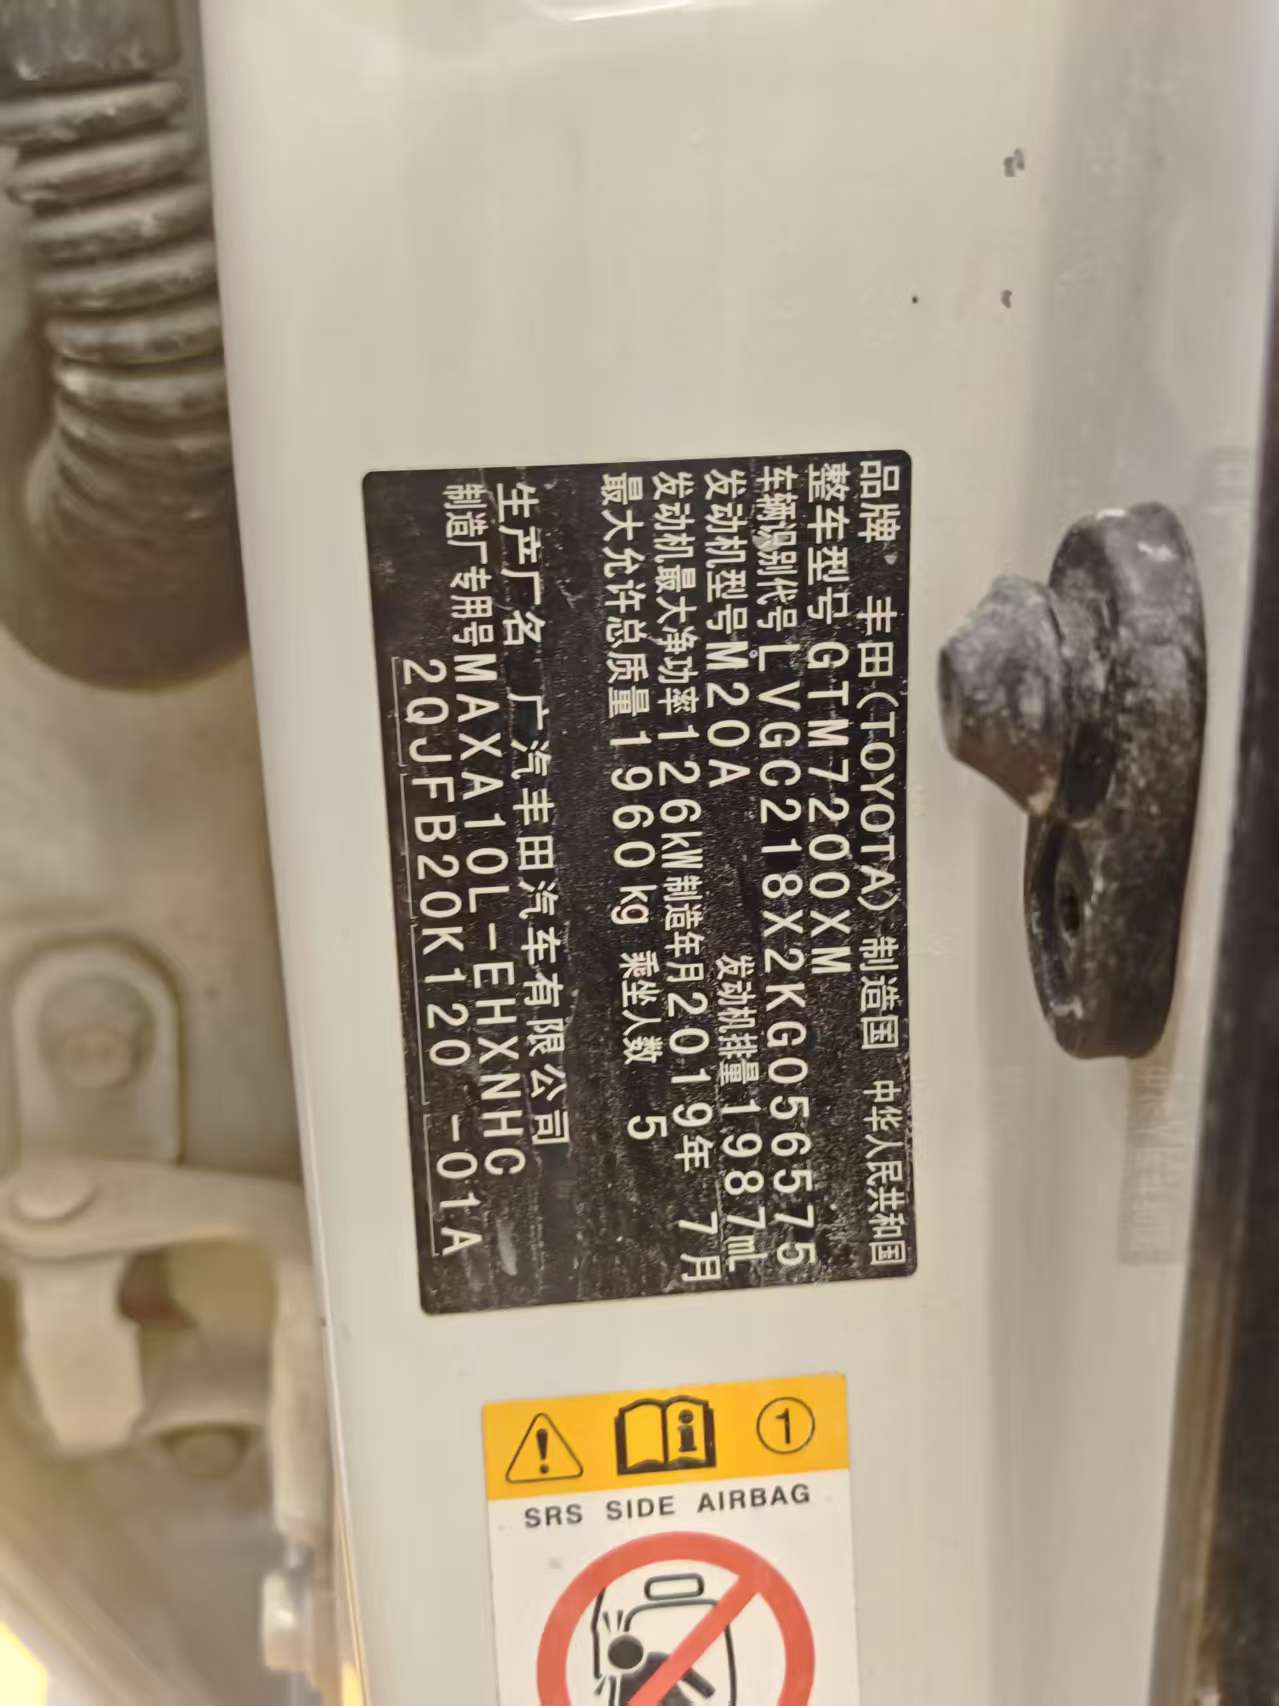 品牌 丰田(TOYOTA) 制造国 中华人民共和国
整车型号 GTM7200XM
车辆识别代号 LVGC218X2KG056575
发动机型号 M20A 发动机排量 1987mL
发动机最大净功率 126kW 制造年月 2019年 7月
最大允许总质量 1960kg 乘坐人数 5
生产厂名 广汽丰田汽车有限公司
制造厂专用号 MAXA10L-EHXNHC
2QJFB20K120-01A
1
SRS SIDE AIRBAG